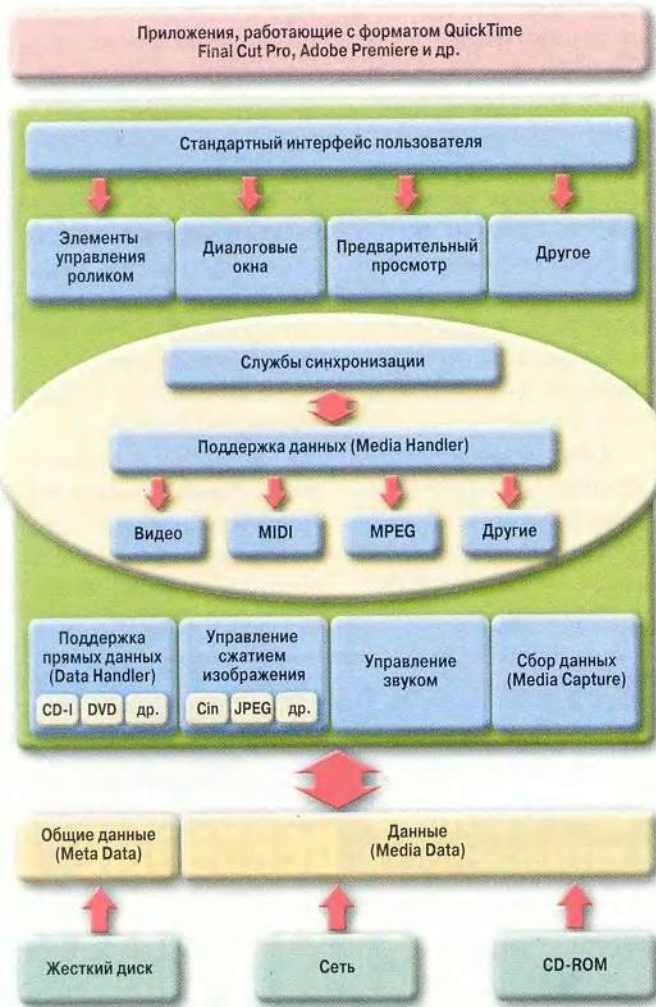 Приложения, работающие с форматом QuickTime
Final Cut Pro, Adobe Premiere и др.
Стандартный интерфейс пользователя
Элементы
управления
роликом
Диалоговые
окна
Предварительный
просмотр
Другое
Службы синхронизации
Поддержка данных (Media Handler)
Видео
MIDI
MPEG
Другие
Поддержка
прямых данных
(Data Handler)
CD-I
DVD
др.
Управление
сжатием
изображения
Cin
JPEG
др.
Управление
звуком
Сбор данных
(Media Capture)
Общие данные
(Meta Data)
Данные
(Media Data)
Жесткий диск
Сеть
CD-ROM